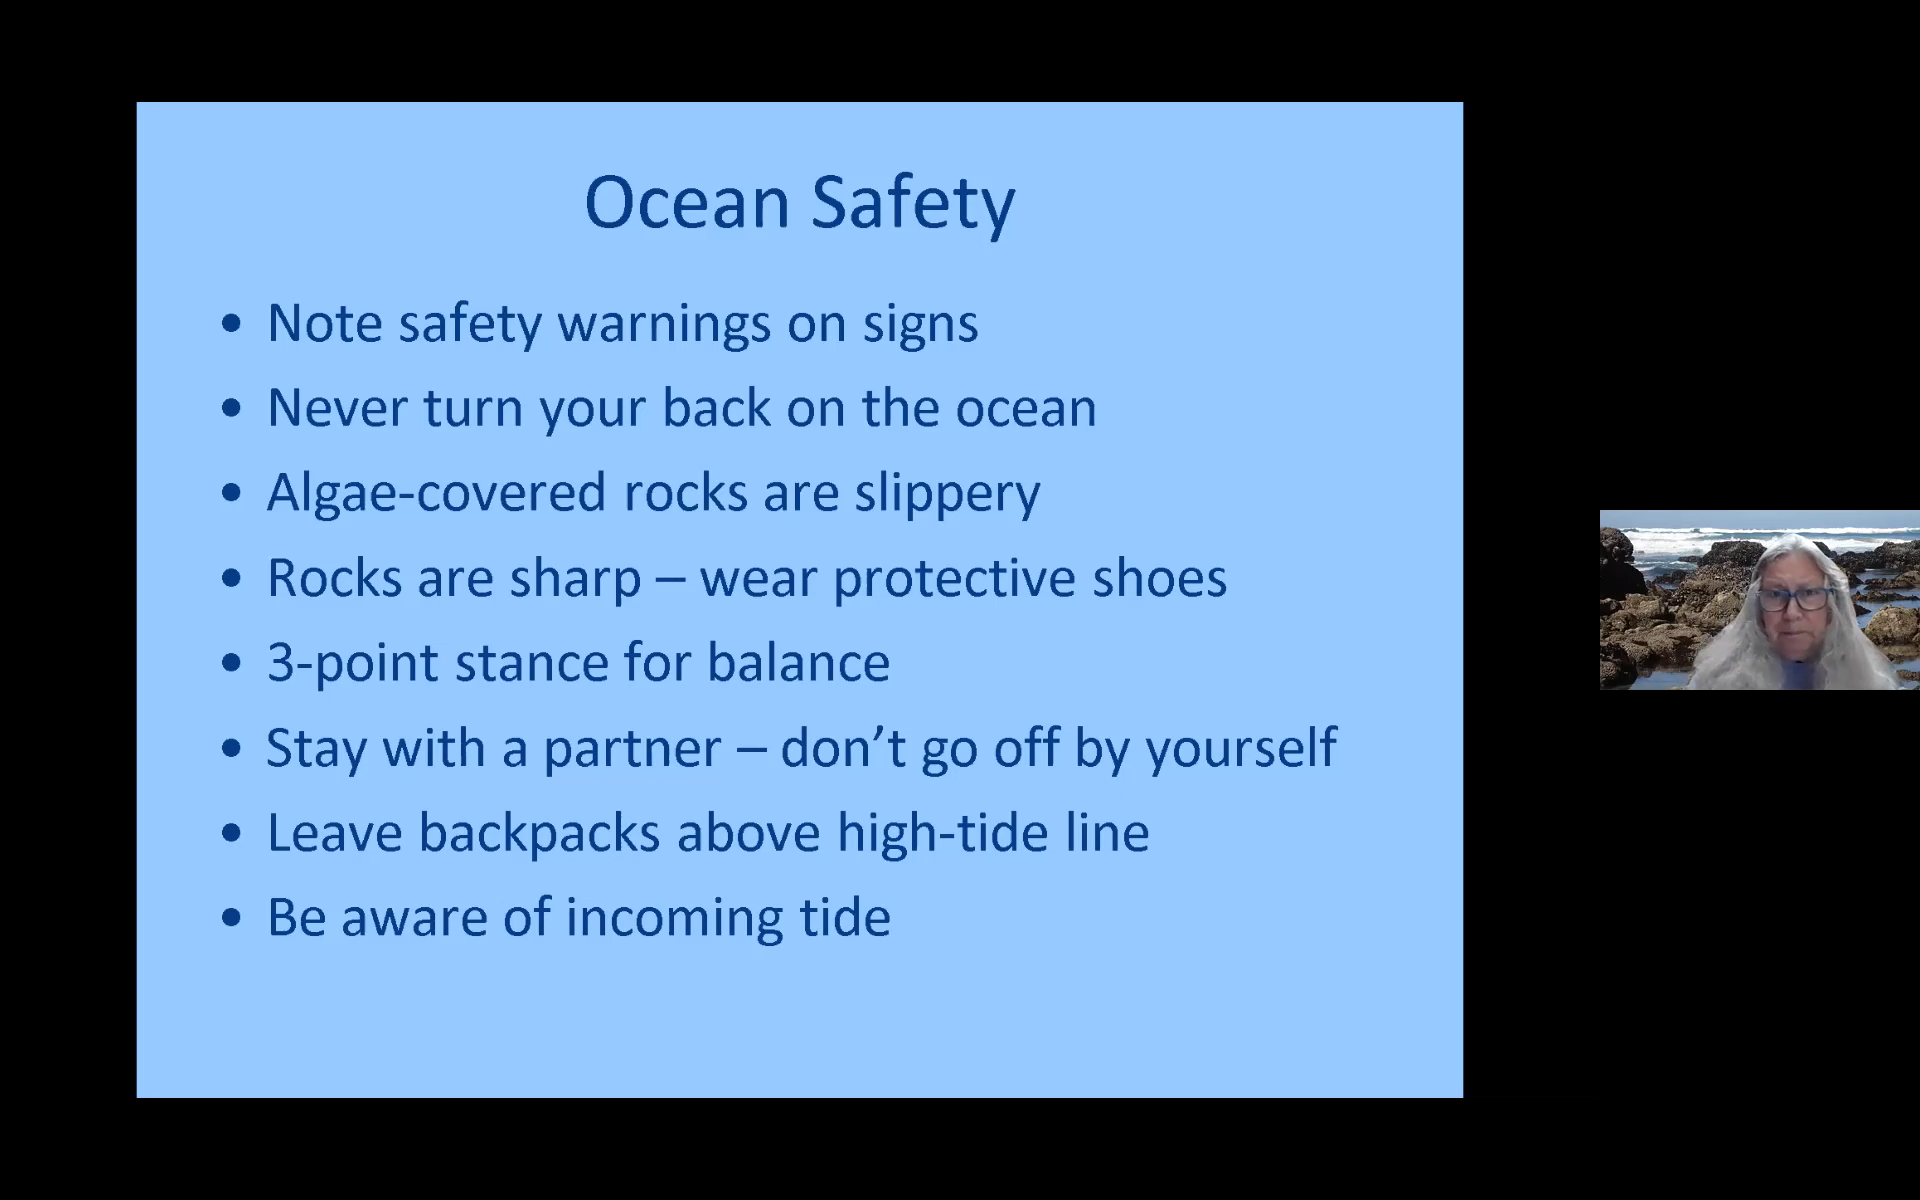 Ocean Safety
• Note safety warnings on signs
• Never turn your back on the ocean
• Algae-covered rocks are slippery
• Rocks are sharp – wear protective shoes
• 3-point stance for balance
• Stay with a partner – don’t go off by yourself
• Leave backpacks above high-tide line
• Be aware of incoming tide